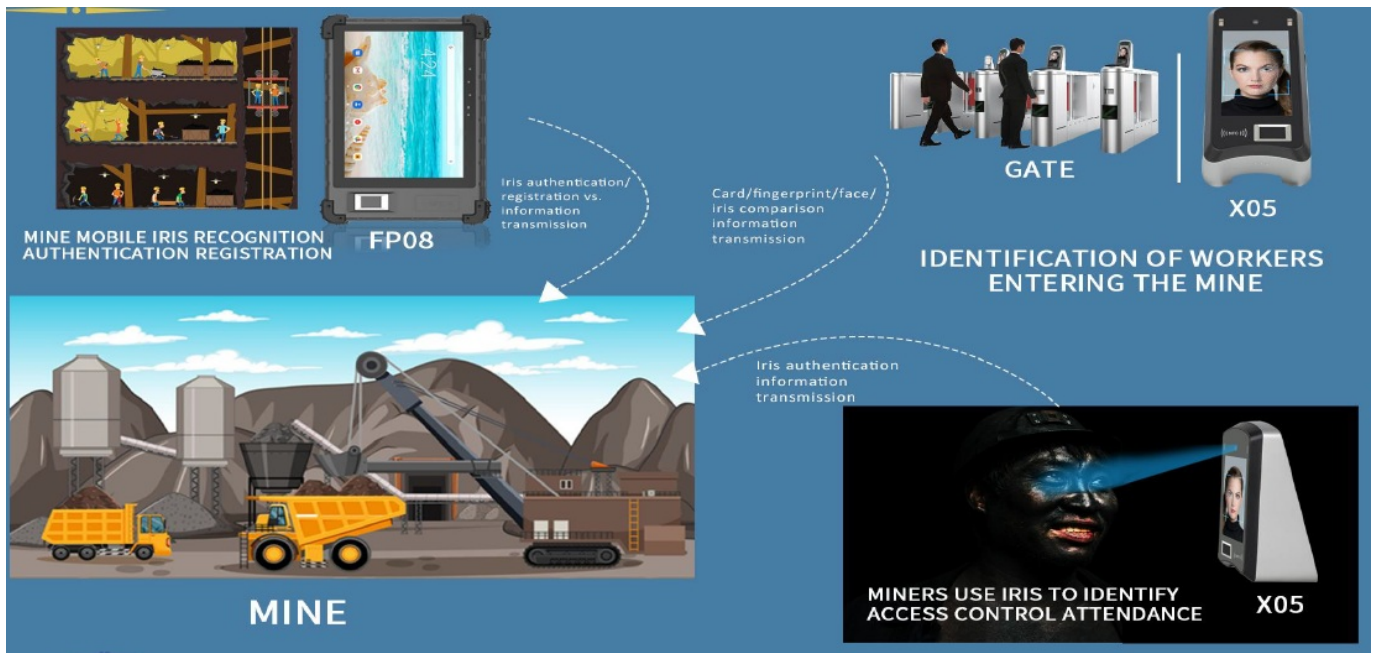 4:24
MINE MOBILE IRIS RECOGNITION
AUTHENTICATION REGISTRATION
FP08
Iris authentication/
registration vs.
information
transmission
Card/fingerprint/face/
iris comparison
information
transmission
GATE
X05
IDENTIFICATION OF WORKERS
ENTERING THE MINE
Iris authentication
information
transmission
MINE
MINERS USE IRIS TO IDENTIFY
ACCESS CONTROL ATTENDANCE
X05